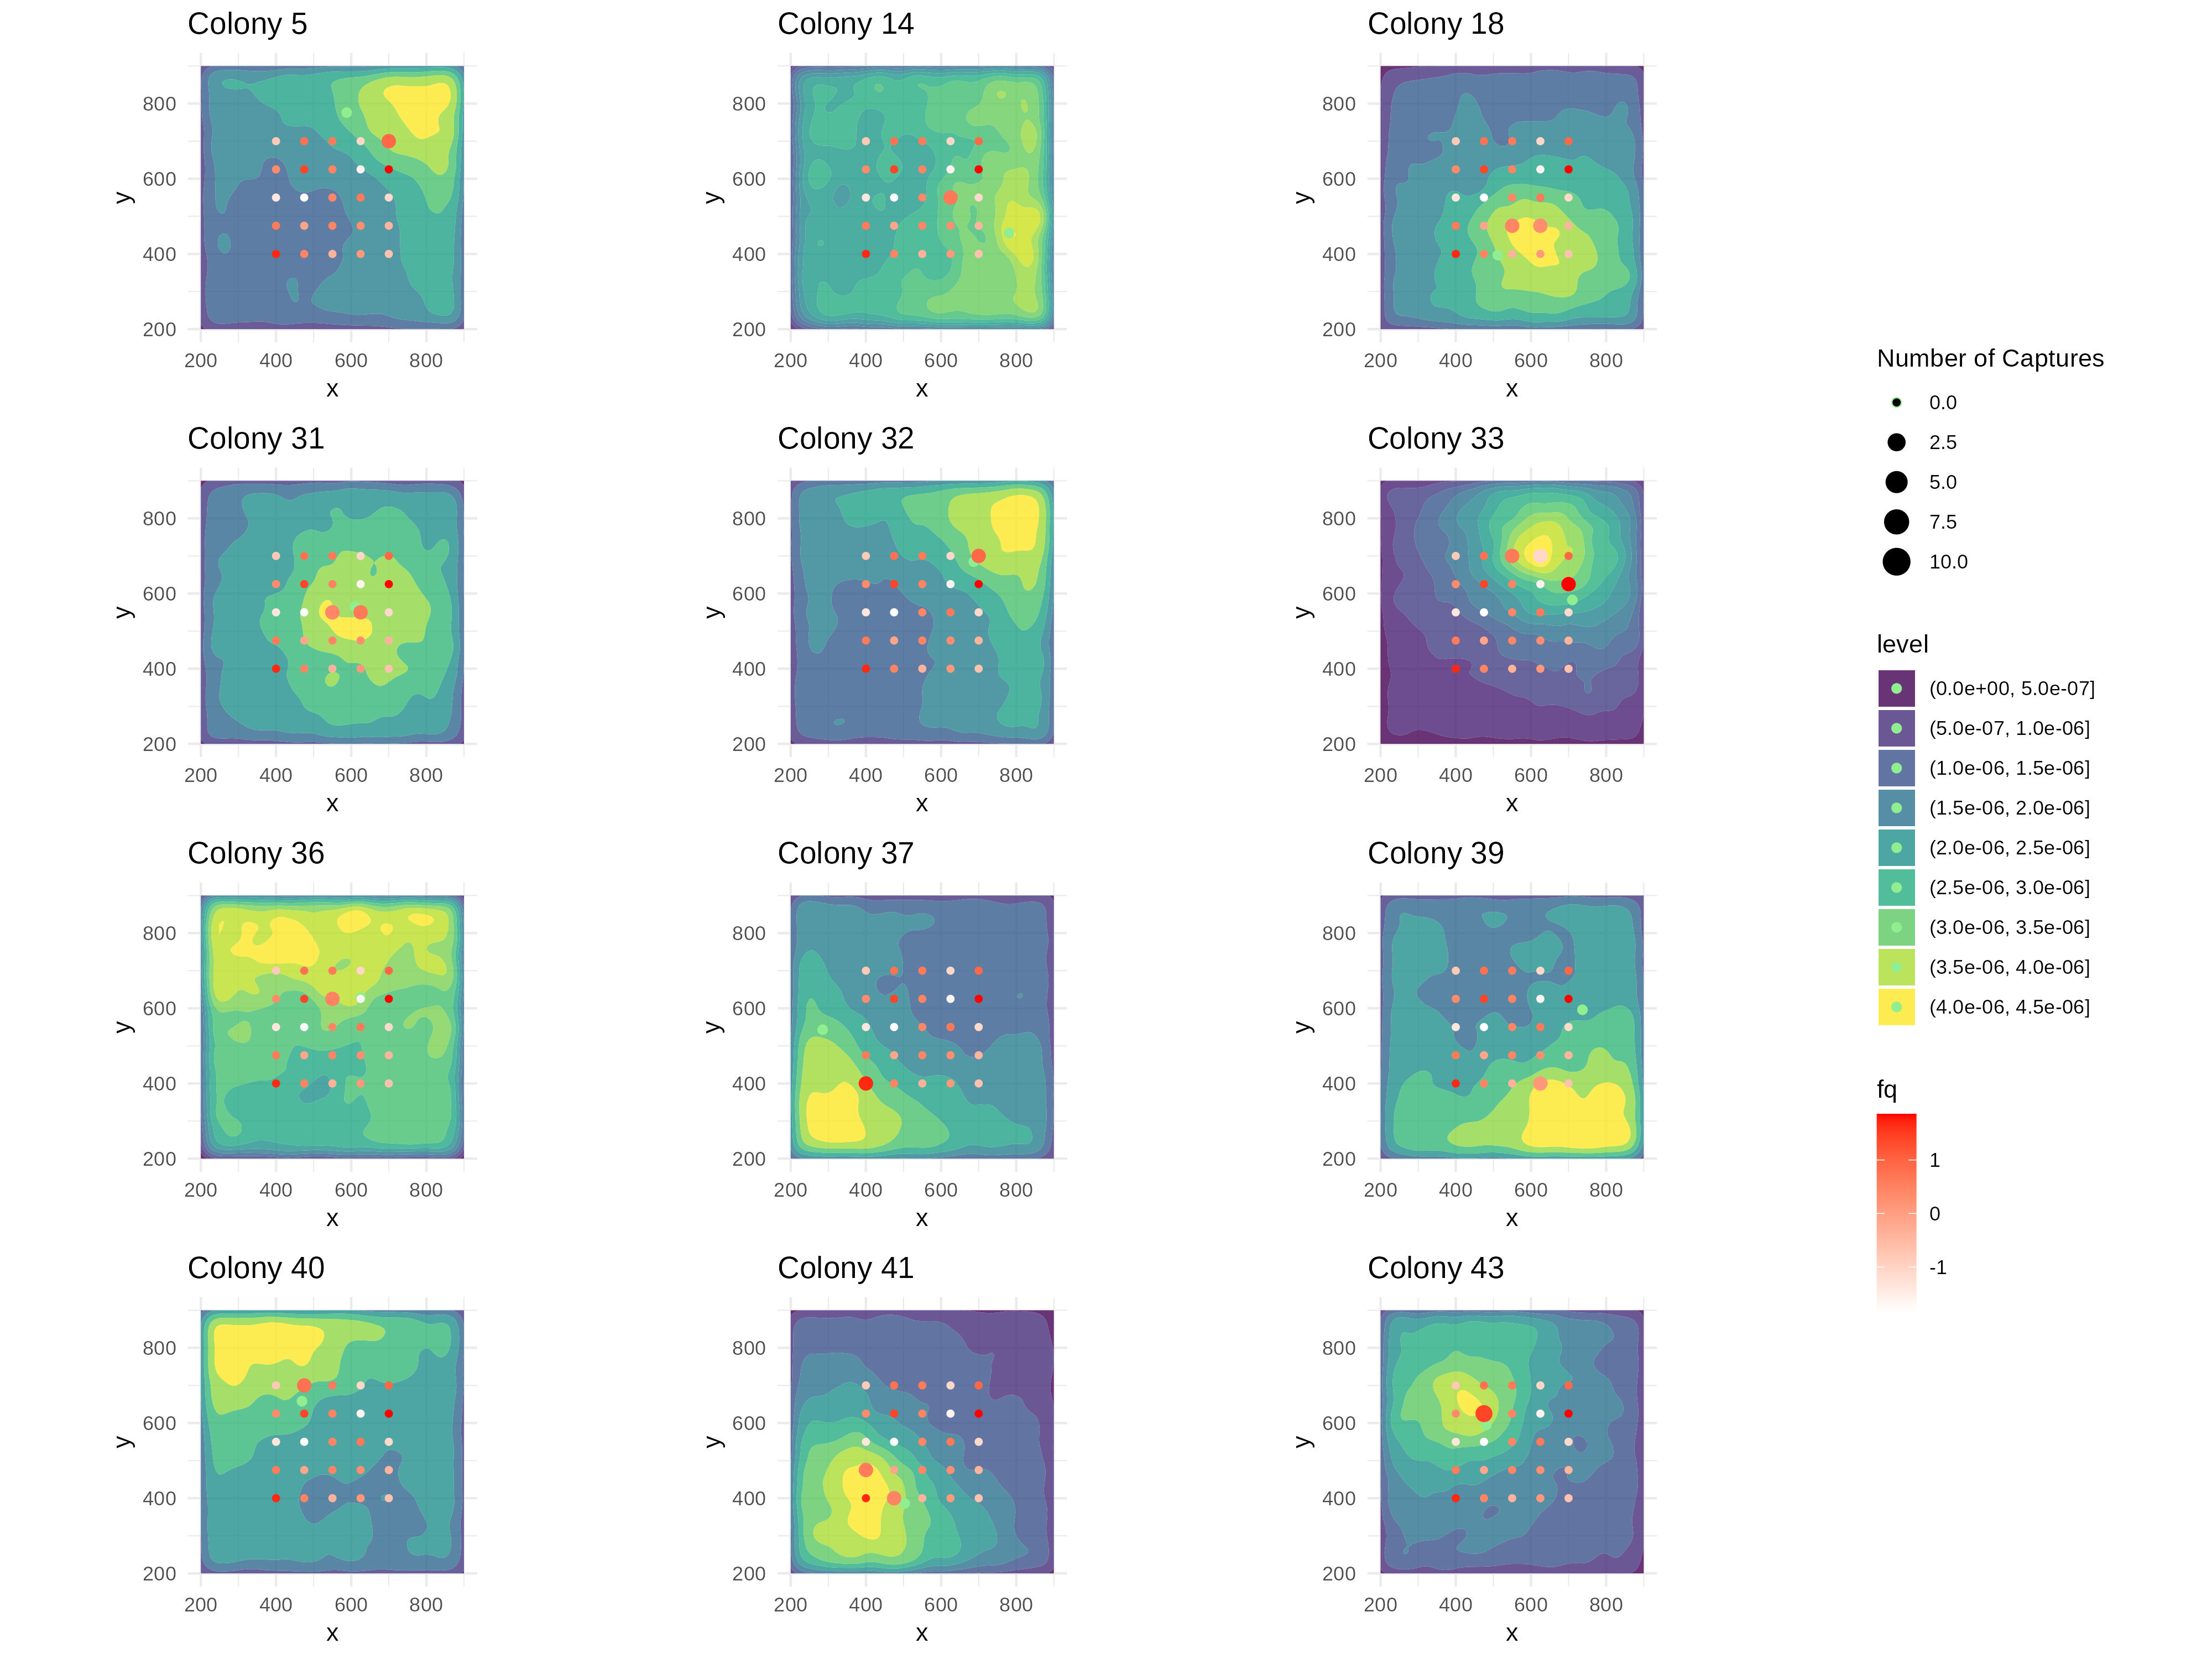 Colony 5
Colony 14
Colony 18
y
800
600
400
200
200 400 600 800
x
y
800
600
400
200
200 400 600 800
x
y
800
600
400
200
200 400 600 800
x
Colony 31
Colony 32
Colony 33
y
800
600
400
200
200 400 600 800
x
y
800
600
400
200
200 400 600 800
x
y
800
600
400
200
200 400 600 800
x
Colony 36
Colony 37
Colony 39
y
800
600
400
200
200 400 600 800
x
y
800
600
400
200
200 400 600 800
x
y
800
600
400
200
200 400 600 800
x
Colony 40
Colony 41
Colony 43
y
800
600
400
200
200 400 600 800
x
y
800
600
400
200
200 400 600 800
x
y
800
600
400
200
200 400 600 800
x
Number of Captures
0.0
2.5
5.0
7.5
10.0
level
(0.0e+00, 5.0e-07]
(5.0e-07, 1.0e-06]
(1.0e-06, 1.5e-06]
(1.5e-06, 2.0e-06]
(2.0e-06, 2.5e-06]
(2.5e-06, 3.0e-06]
(3.0e-06, 3.5e-06]
(3.5e-06, 4.0e-06]
(4.0e-06, 4.5e-06]
fq
1
0
-1